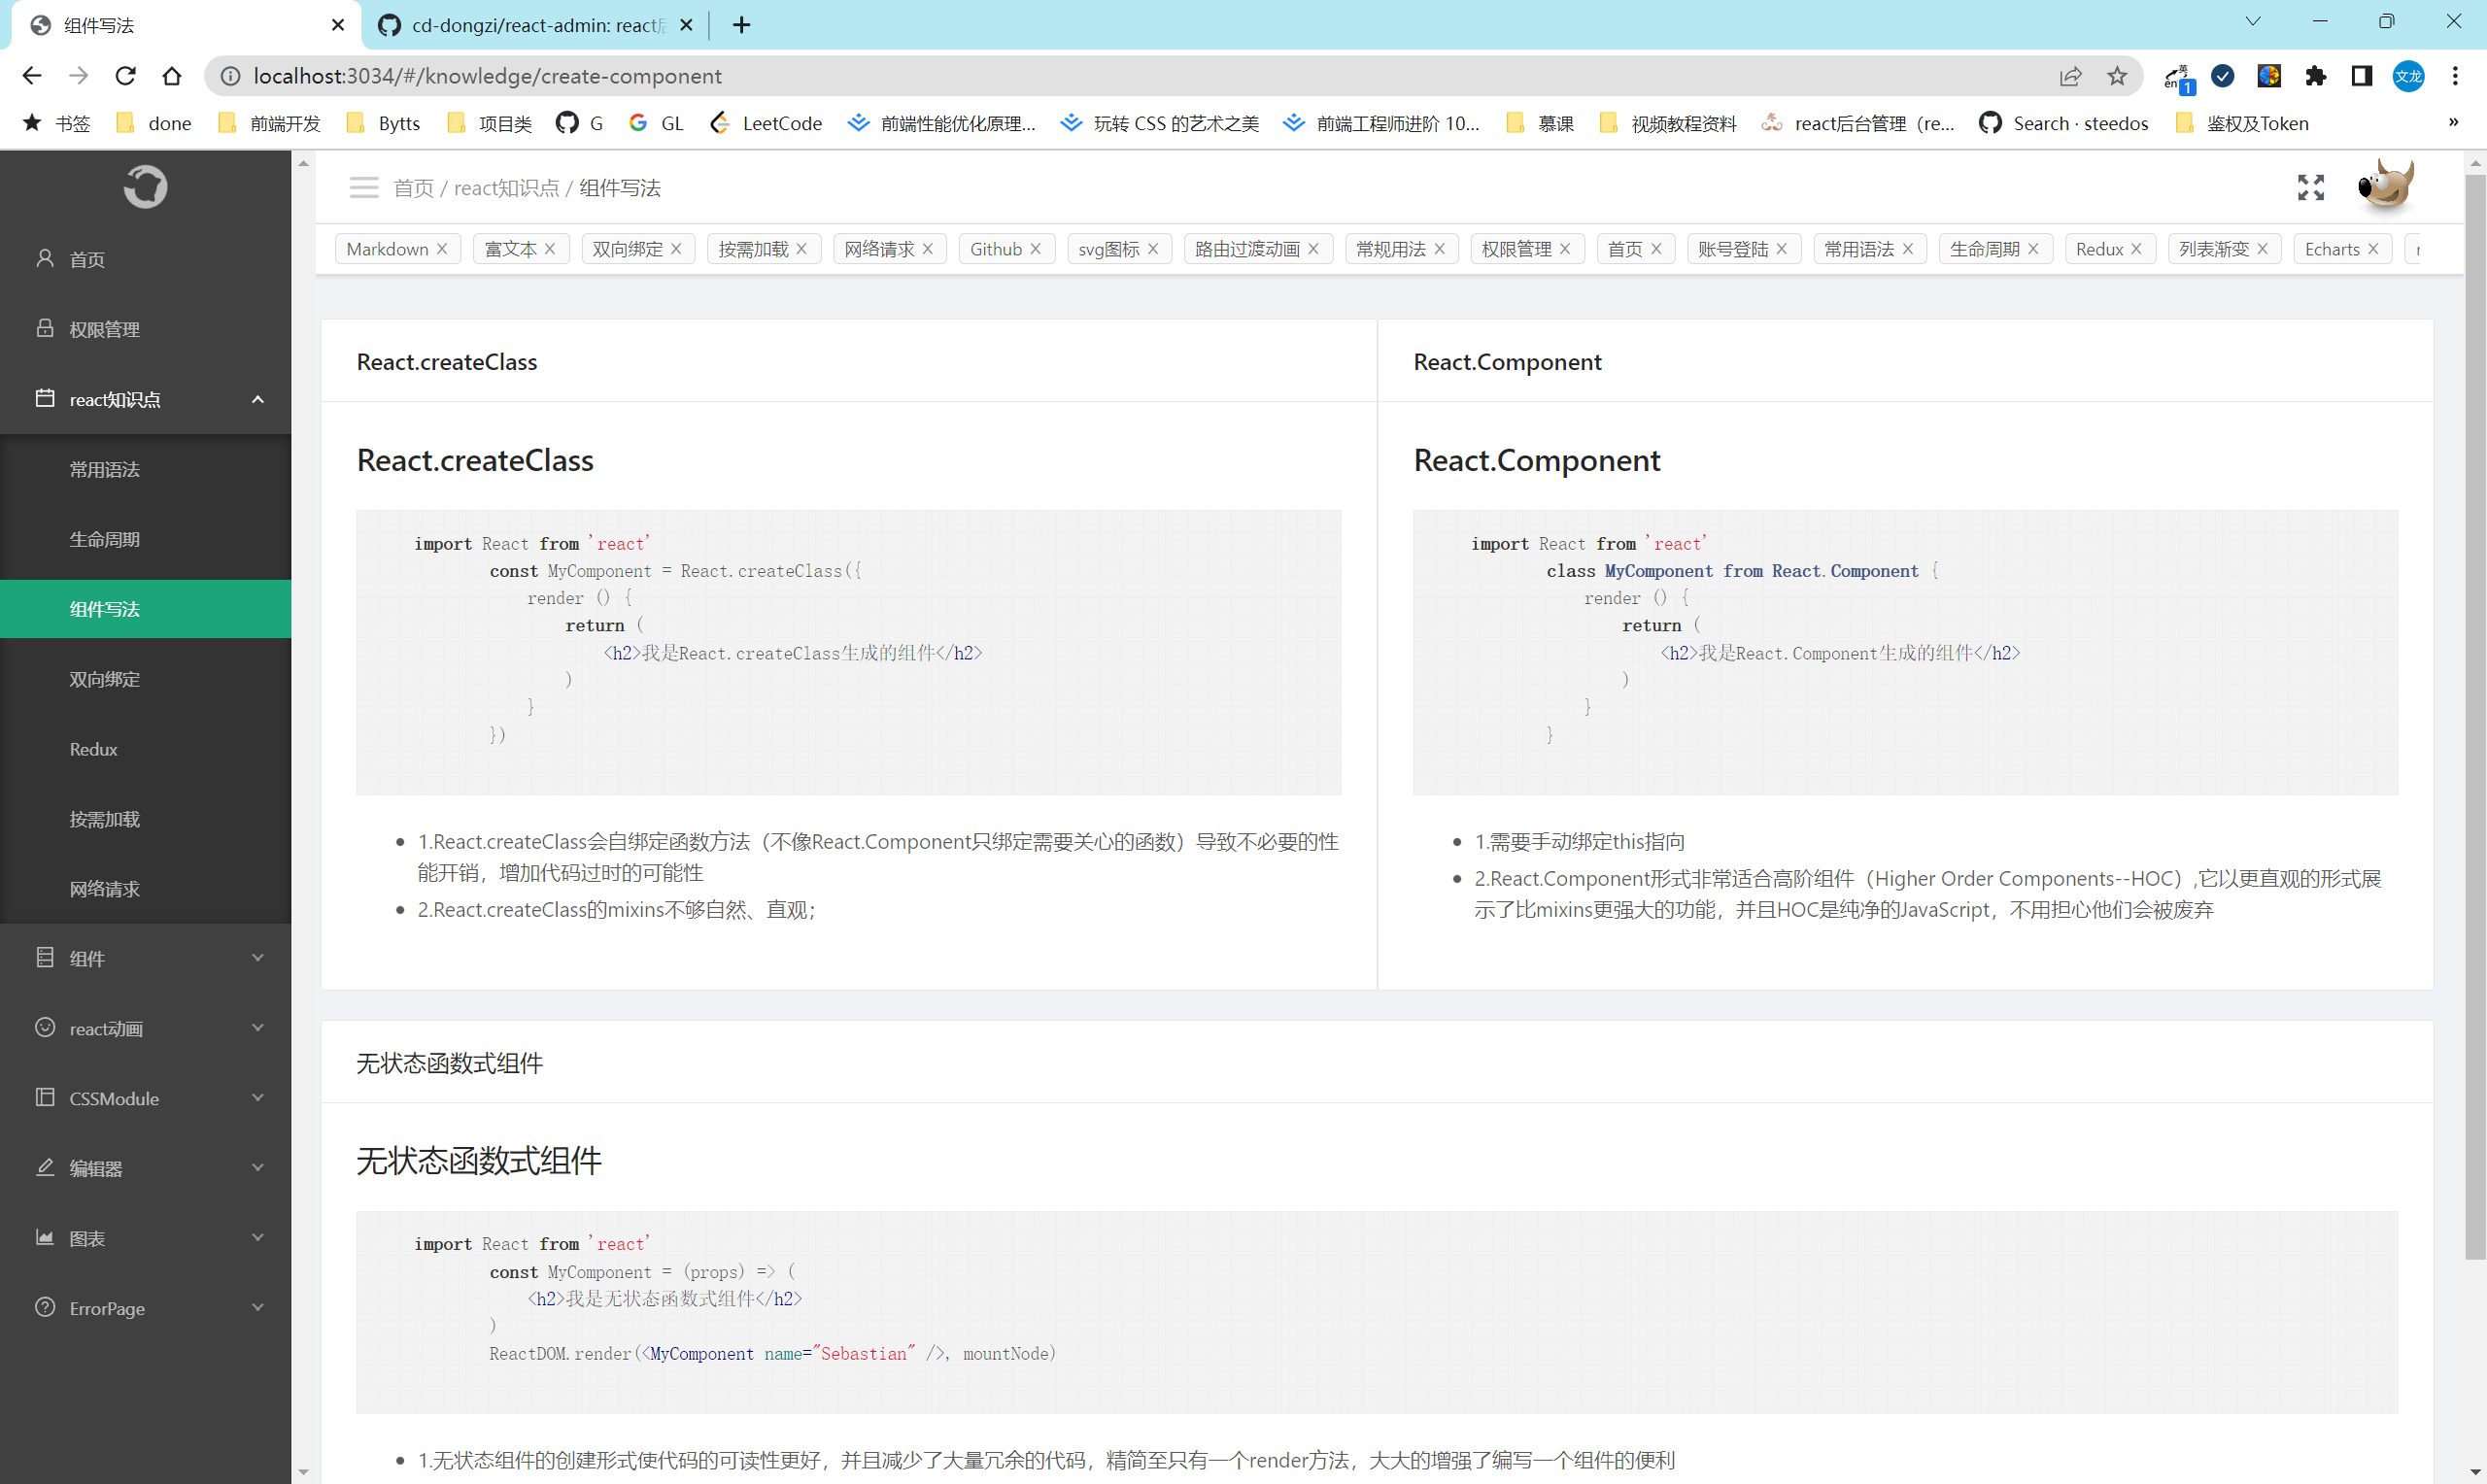 组件写法
cd-dongzi/react-admin: react后
localhost:3034/#/knowledge/create-component
英
en
1
文龙
书签 done 前端开发 Bytts 项目类 G GL LeetCode 前端性能优化原理... 玩转 CSS 的艺术之美 前端工程师进阶 10... 慕课 视频教程资料 react后台管理（re... Search · steedos 鉴权及Token »
首页 / react知识点 / 组件写法
Markdown 富文本 双向绑定 按需加载 网络请求 Github svg图标 路由过渡动画 常规用法 权限管理 首页 账号登陆 常用语法 生命周期 Redux 列表渐变 Echarts
首页
权限管理
react知识点
常用语法
生命周期
组件写法
双向绑定
Redux
按需加载
网络请求
组件
react动画
CSSModule
编辑器
图表
ErrorPage
React.createClass
React.createClass
import React from 'react'
const MyComponent = React.createClass({
render () {
return (
<h2>我是React.createClass生成的组件</h2>
)
}
})
1.React.createClass会自绑定函数方法（不像React.Component只绑定需要关心的函数）导致不必要的性
能开销，增加代码过时的可能性
2.React.createClass的mixins不够自然、直观；
React.Component
React.Component
import React from 'react'
class MyComponent from React.Component {
render () {
return (
<h2>我是React.Component生成的组件</h2>
)
}
}
1.需要手动绑定this指向
2.React.Component形式非常适合高阶组件（Higher Order Components--HOC）,它以更直观的形式展
示了比mixins更强大的功能，并且HOC是纯净的JavaScript，不用担心他们会被废弃
无状态函数式组件
无状态函数式组件
import React from 'react'
const MyComponent = (props) => (
<h2>我是无状态函数式组件</h2>
)
ReactDOM.render(<MyComponent name="Sebastian" />, mountNode)
1.无状态组件的创建形式使代码的可读性更好，并且减少了大量冗余的代码，精简至只有一个render方法，大大的增强了编写一个组件的便利